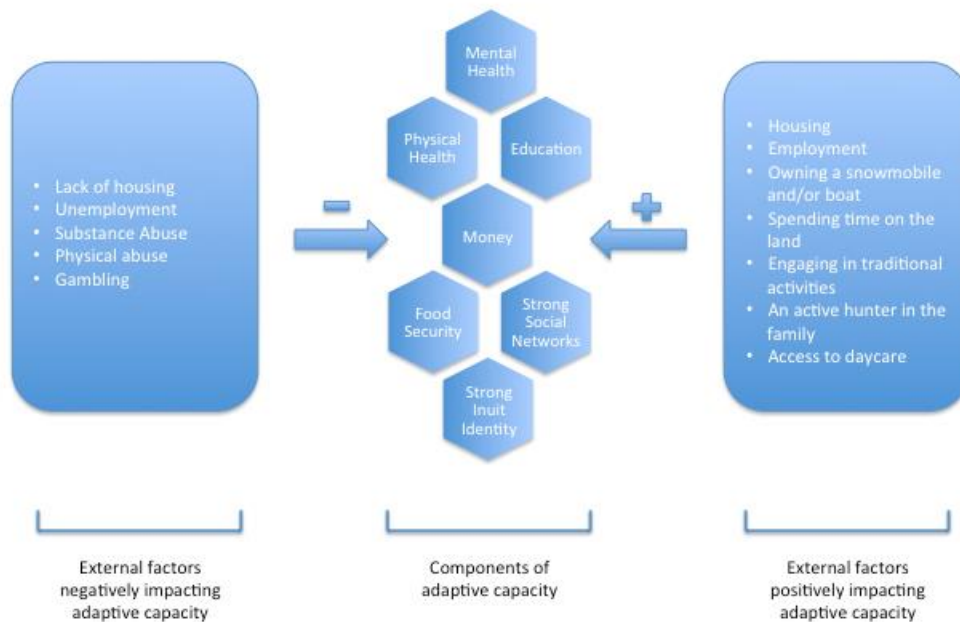 • Lack of housing
• Unemployment
• Substance Abuse
• Physical abuse
• Gambling
−
Mental
Health
Physical
Health
Education
Money
Food
Security
Strong
Social
Networks
Strong
Inuit
Identity
+
• Housing
• Employment
• Owning a snowmobile
and/or boat
• Spending time on the
land
• Engaging in traditional
activities
• An active hunter in the
family
• Access to daycare
External factors
negatively impacting
adaptive capacity
Components of
adaptive capacity
External factors
positively impacting
adaptive capacity